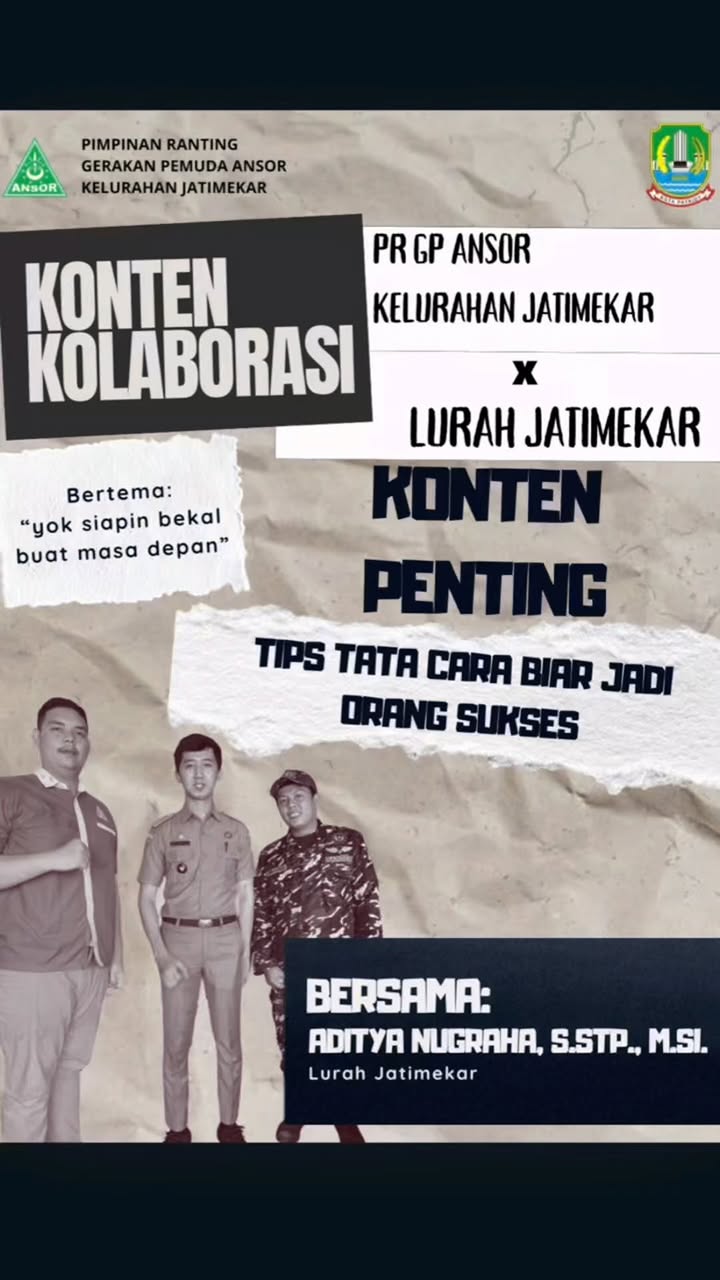 PIMPINAN RANTING
GERAKAN PEMUDA ANSOR
KELURAHAN JATIMEKAR
ANSOR
KOTA PATRIOT
KONTEN
KOLABORASI
PR GP ANSOR
KELURAHAN JATIMEKAR
X
LURAH JATIMEKAR
Bertema:
“yok siapin bekal
buat masa depan”
KONTEN
PENTING
TIPS TATA CARA BIAR JADI
ORANG SUKSES
BERSAMA:
ADITYA NUGRAHA, S.STP., M.SI.
Lurah Jatimekar